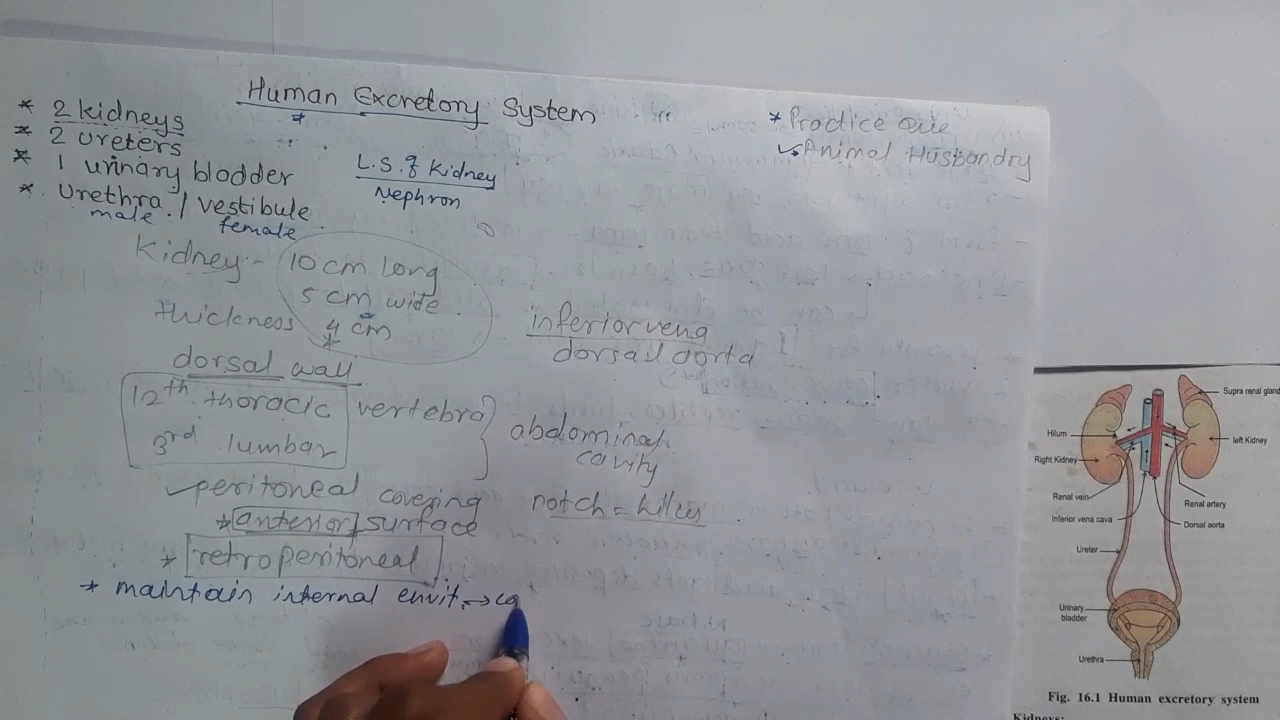 Human Excretory System
* 2 kidneys
* 2 ureters
* 1 urinary bladder
* Urethra / vestibule
male female
L.S. of kidney
Nephron
* Practice Que
Animal Husbandry
Kidney - 10 cm long
5 cm wide
thickness 4 cm
*
dorsal wall
12th thoracic vertebra
3rd lumbar
abdominal
cavity
inferior vena
dorsal aorta
peritoneal covering
* anterior surface
* retroperitoneal
notch = hilus
* maintain internal envit. → co
Supra renal gland
Hilum
left Kidney
Right Kidney
Renal vein
Renal artery
Inferior vena cava
Dorsal aorta
Ureter
Urinary
bladder
Urethra
Fig. 16.1 Human excretory system
Kidneys: